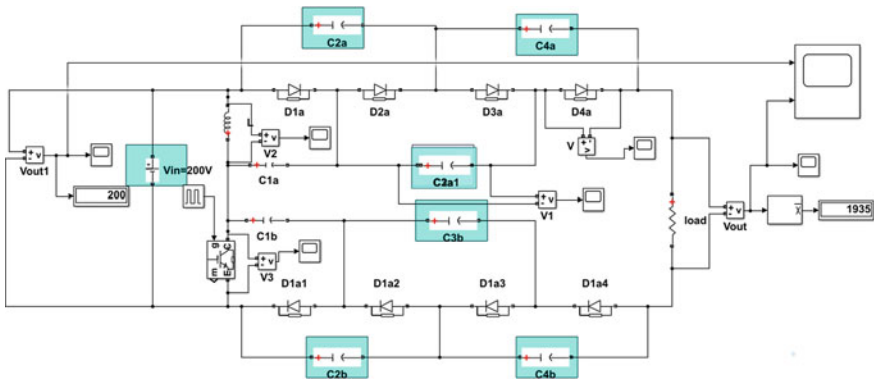 C2a
C4a
D1a
D2a
D3a
D4a
L
V2
V
Vout1
200
Vin=200V
C1a
V1
C1b
C3b
load
Vout
1935
g
C
m
E
V3
D1a1
D1a2
D1a3
D1a4
C2b
C4b